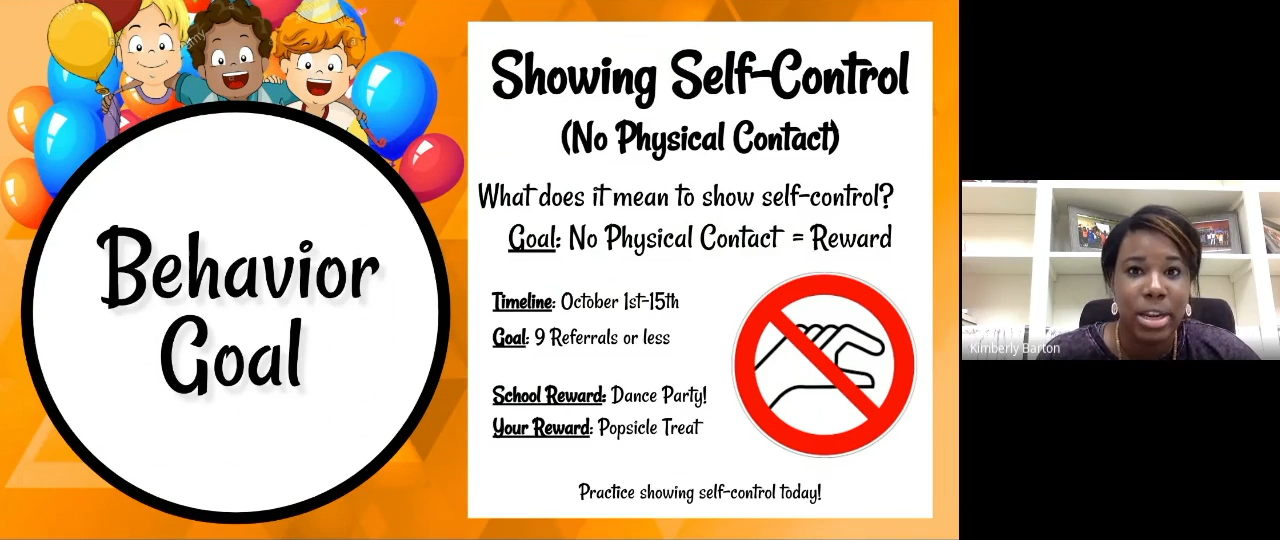 Behavior
Goal
Showing Self-Control
(No Physical Contact)
What does it mean to show self-control?
Goal: No Physical Contact = Reward
Timeline: October 1st-15th
Goal: 9 Referrals or less
School Reward: Dance Party!
Your Reward: Popsicle Treat
Practice showing self-control today!
Kimberly Barton